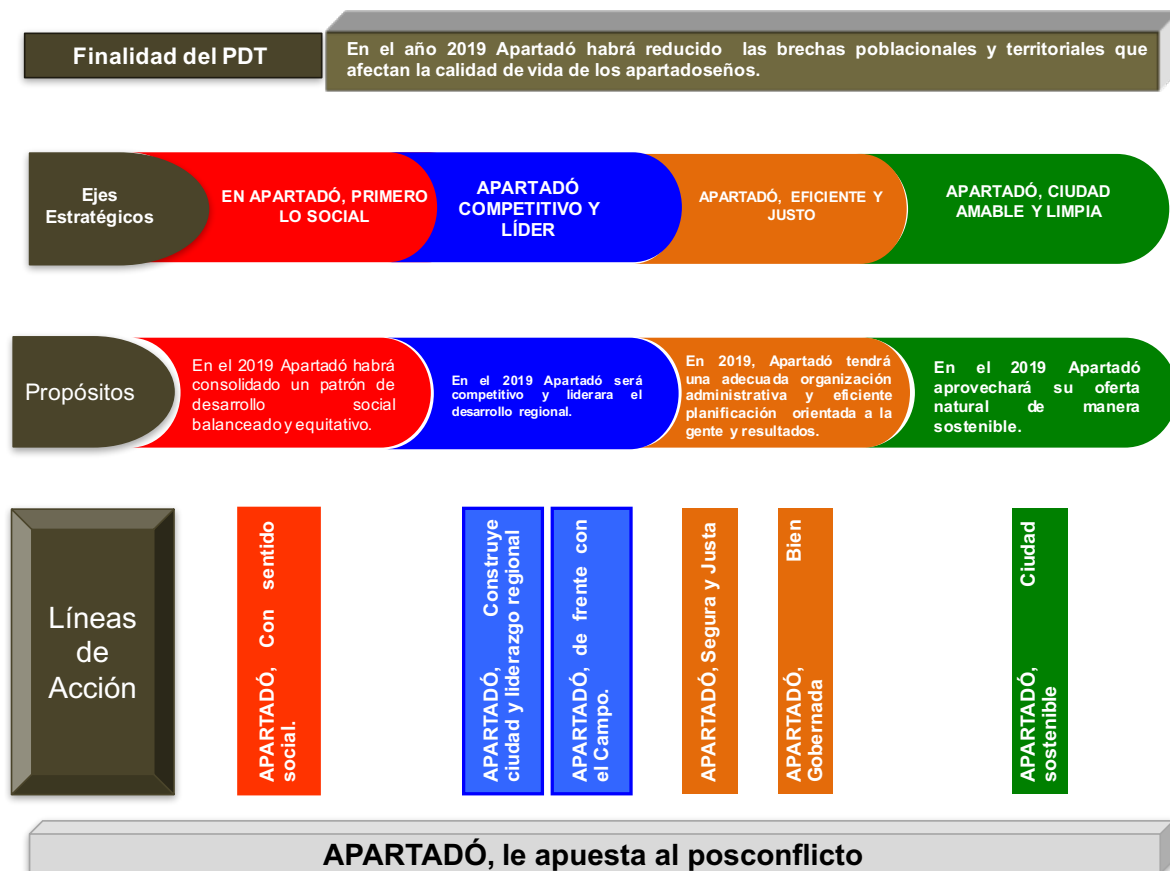 Finalidad del PDT
En el año 2019 Apartadó habrá reducido las brechas poblacionales y territoriales que
afectan la calidad de vida de los apartadoseños.
Ejes
Estratégicos
EN APARTADÓ, PRIMERO
LO SOCIAL
APARTADÓ
COMPETITIVO Y
LÍDER
APARTADÓ, EFICIENTE Y
JUSTO
APARTADÓ, CIUDAD
AMABLE Y LIMPIA
Propósitos
En el 2019 Apartadó habrá
consolidado un patrón de
desarrollo social
balanceado y equitativo.
En el 2019 Apartadó será
competitivo y liderara el
desarrollo regional.
En 2019, Apartadó tendrá
una adecuada organización
administrativa y eficiente
planificación orientada a la
gente y resultados.
En el 2019 Apartadó
aprovechará su oferta
natural de manera
sostenible.
Líneas
de
Acción
APARTADÓ, Con sentido
social.
APARTADÓ, Construye
ciudad y liderazgo regional
APARTADÓ, de frente con
el Campo.
APARTADÓ, Segura y Justa
APARTADÓ, Bien
Gobernada
APARTADÓ, Ciudad
sostenible
APARTADÓ, le apuesta al posconflicto